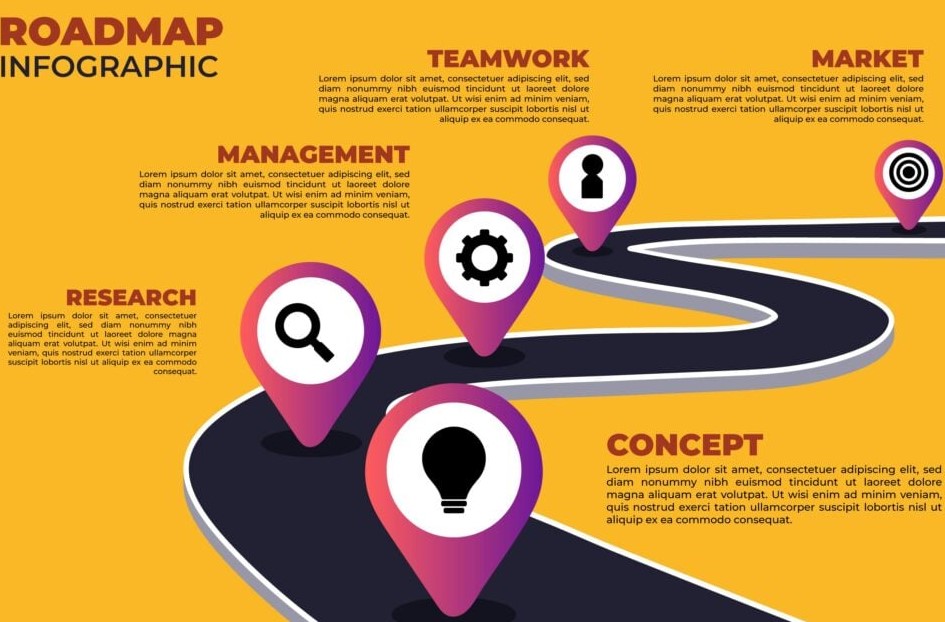 ROADMAP
INFOGRAPHIC
TEAMWORK
Lorem ipsum dolor sit amet, consectetuer adipiscing elit, sed
diam nonummy nibh euismod tincidunt ut laoreet dolore
magna aliquam erat volutpat. Ut wisi enim ad minim veniam,
quis nostrud exerci tation ullamcorper suscipit lobortis nisl ut
aliquip ex ea commodo consequat.
MARKET
Lorem ipsum dolor sit amet, consectetuer adipiscing elit, sed
diam nonummy nibh euismod tincidunt ut laoreet dolore
magna aliquam erat volutpat. Ut wisi enim ad minim veniam,
quis nostrud exerci tation ullamcorper suscipit lobortis nisl ut
aliquip ex ea commodo consequat.
MANAGEMENT
Lorem ipsum dolor sit amet, consectetuer adipiscing elit, sed
diam nonummy nibh euismod tincidunt ut laoreet dolore
magna aliquam erat volutpat. Ut wisi enim ad minim veniam,
quis nostrud exerci tation ullamcorper suscipit lobortis nisl ut
aliquip ex ea commodo consequat.
RESEARCH
Lorem ipsum dolor sit amet, consectetuer
adipiscing elit, sed diam nonummy nibh
euismod tincidunt ut laoreet dolore magna
aliquam erat volutpat. Ut wisi enim ad minim
veniam, quis nostrud exerci tation ullamcorper
suscipit lobortis nisl ut aliquip ex ea commodo
consequat.
CONCEPT
Lorem ipsum dolor sit amet, consectetuer adipiscing elit, sed
diam nonummy nibh euismod tincidunt ut laoreet dolore
magna aliquam erat volutpat. Ut wisi enim ad minim veniam,
quis nostrud exerci tation ullamcorper suscipit lobortis nisl ut
aliquip ex ea commodo consequat.